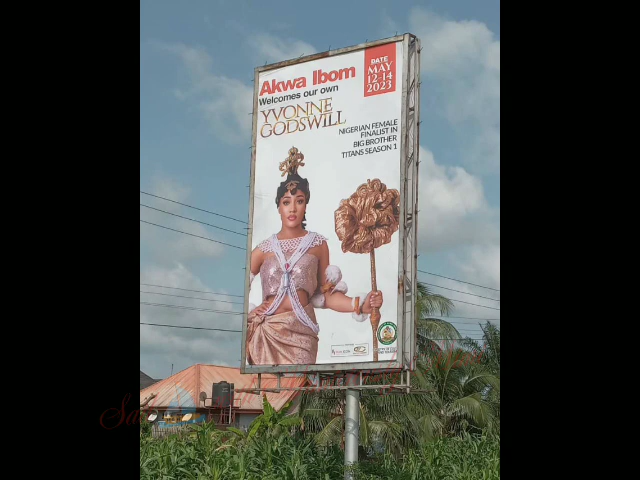 Akwa Ibom
Welcomes our own
YVONNE
GODSWILL
DATE
MAY
12-14
2023
NIGERIAN FEMALE
FINALIST IN
BIG BROTHER
TITANS SEASON 1